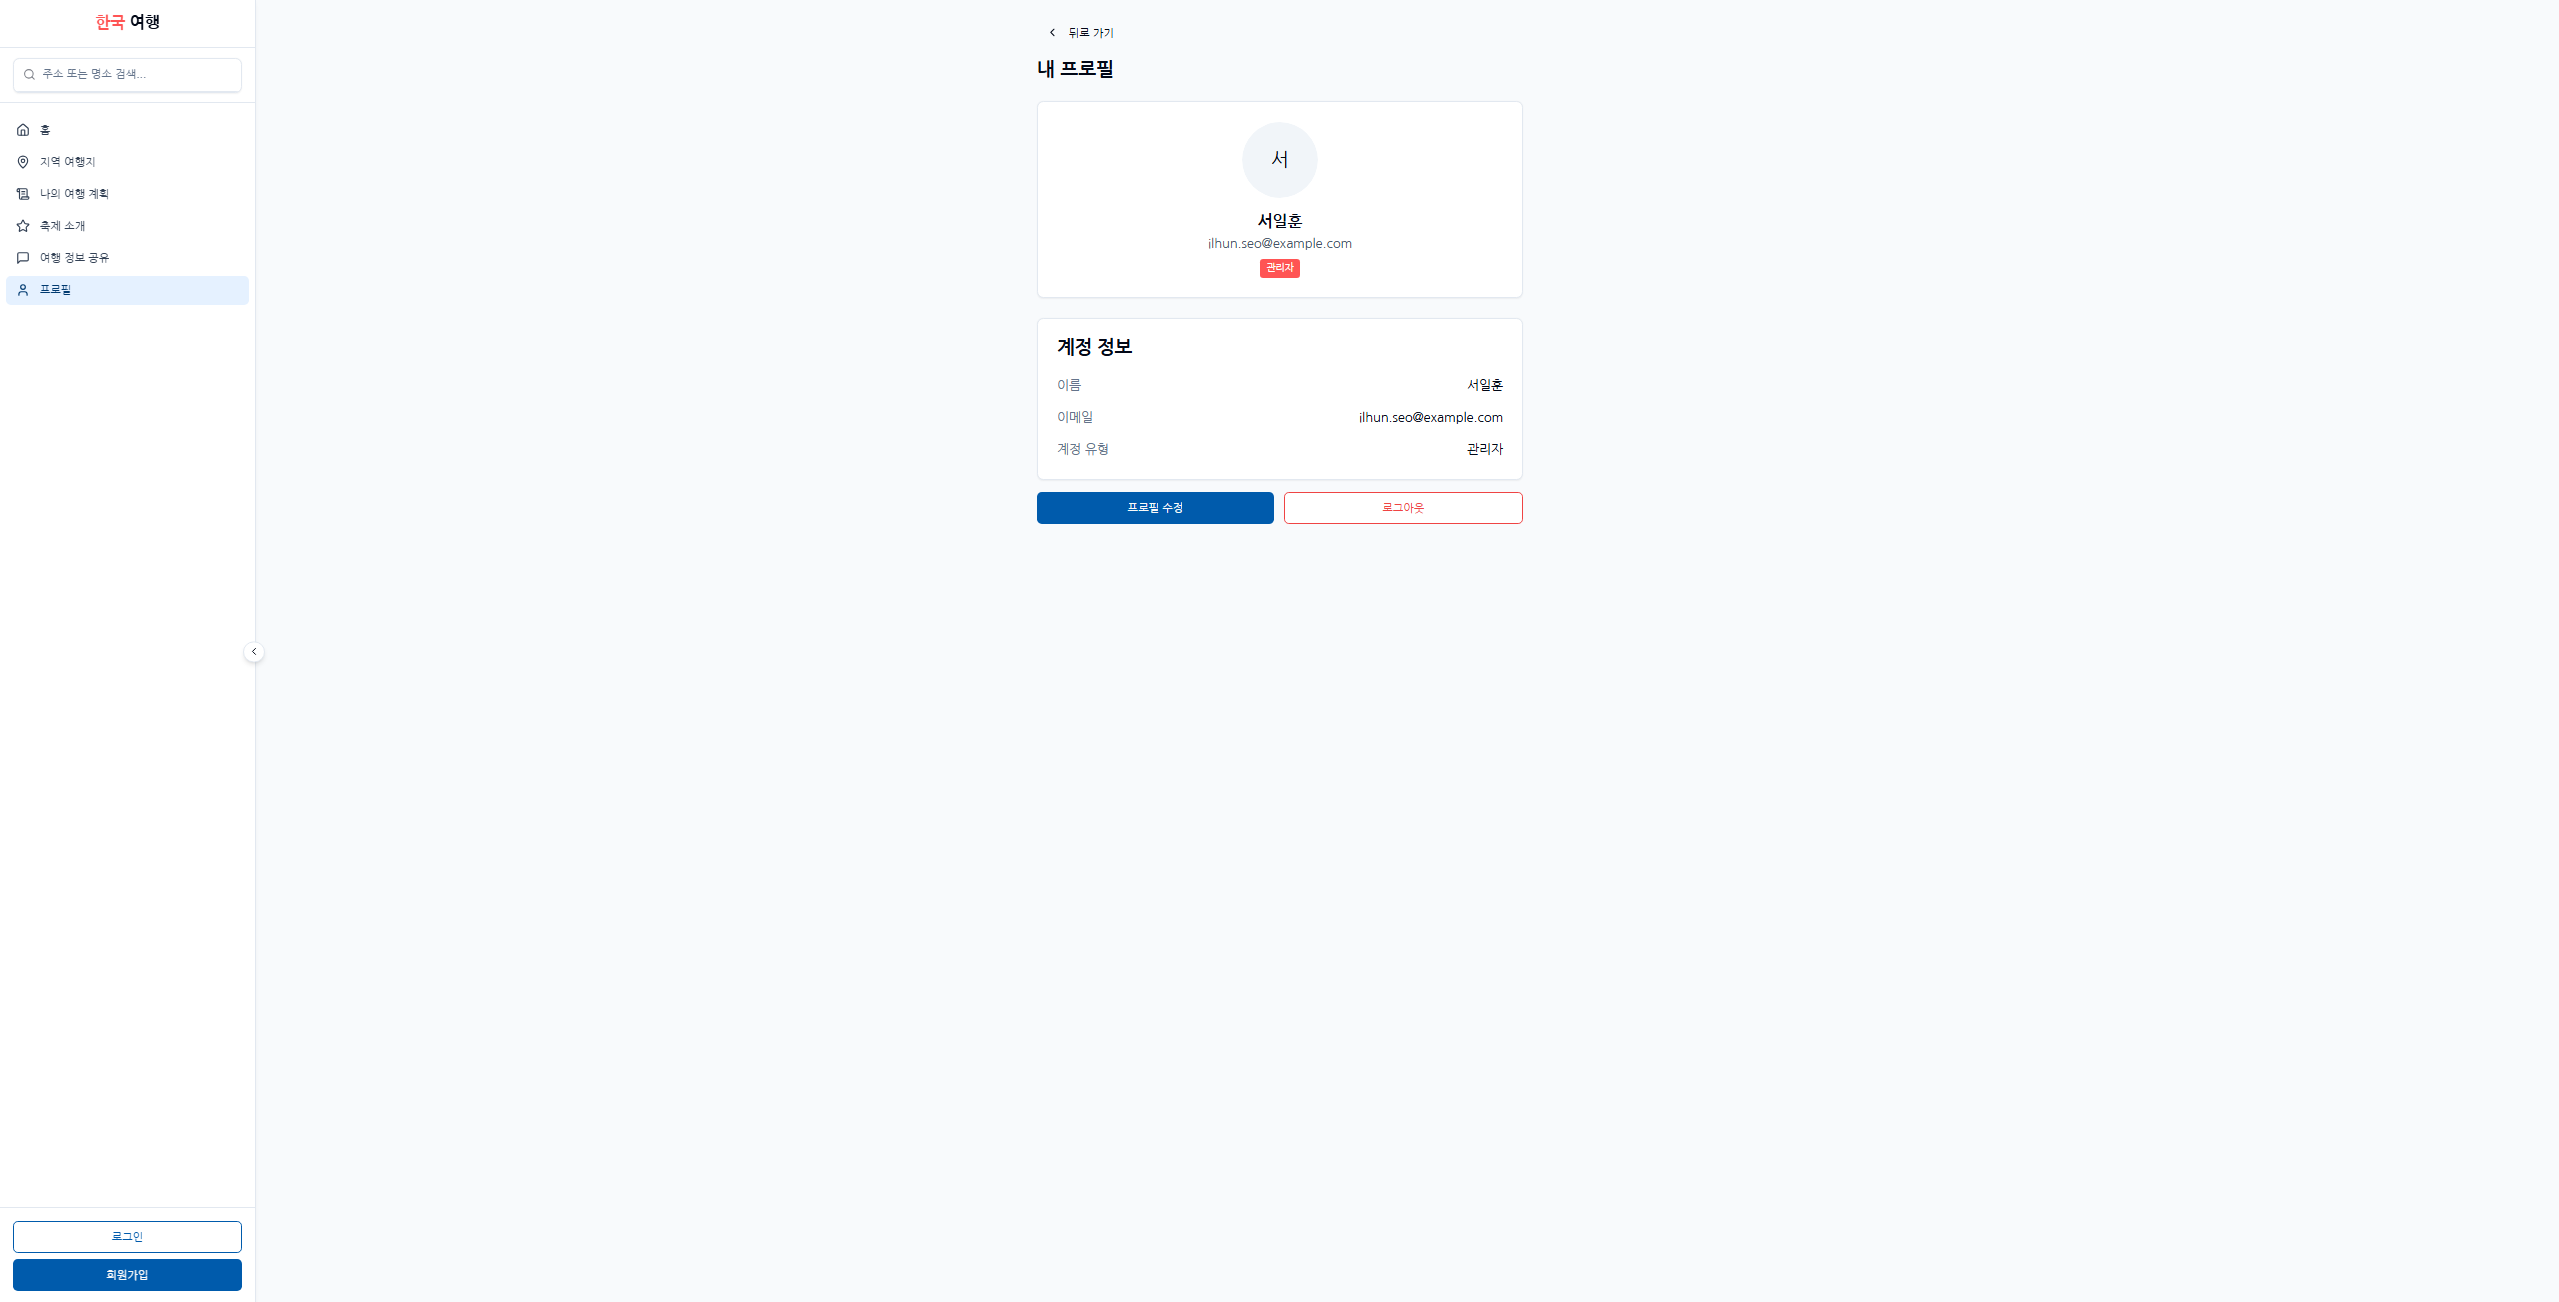 한국 여행
주소 또는 명소 검색...
홈
지역 여행지
나의 여행 계획
축제 소개
여행 정보 공유
프로필
로그인
회원가입
뒤로 가기
내 프로필
서
서일훈
ilhun.seo@example.com
관리자
계정 정보
이름 서일훈
이메일 ilhun.seo@example.com
계정 유형 관리자
프로필 수정 로그아웃